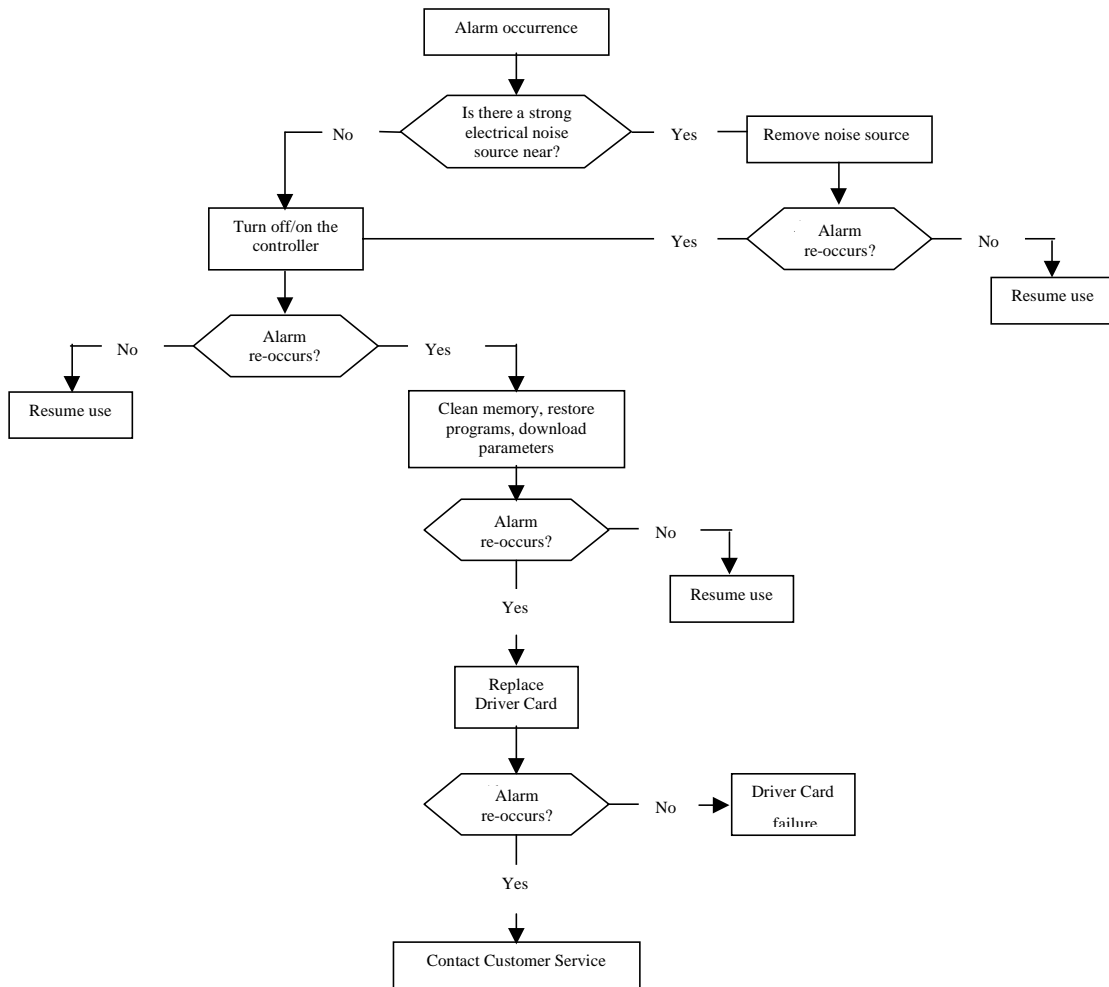 Alarm occurrence
Is there a strong
electrical noise
source near?
No
Yes
Remove noise source
Turn off/on the
controller
Yes
Alarm
re-occurs?
No
Resume use
Alarm
re-occurs?
No
Yes
Resume use
Clean memory, restore
programs, download
parameters
Alarm
re-occurs?
No
Resume use
Yes
Replace
Driver Card
Alarm
re-occurs?
No
Driver Card
failure
Yes
Contact Customer Service